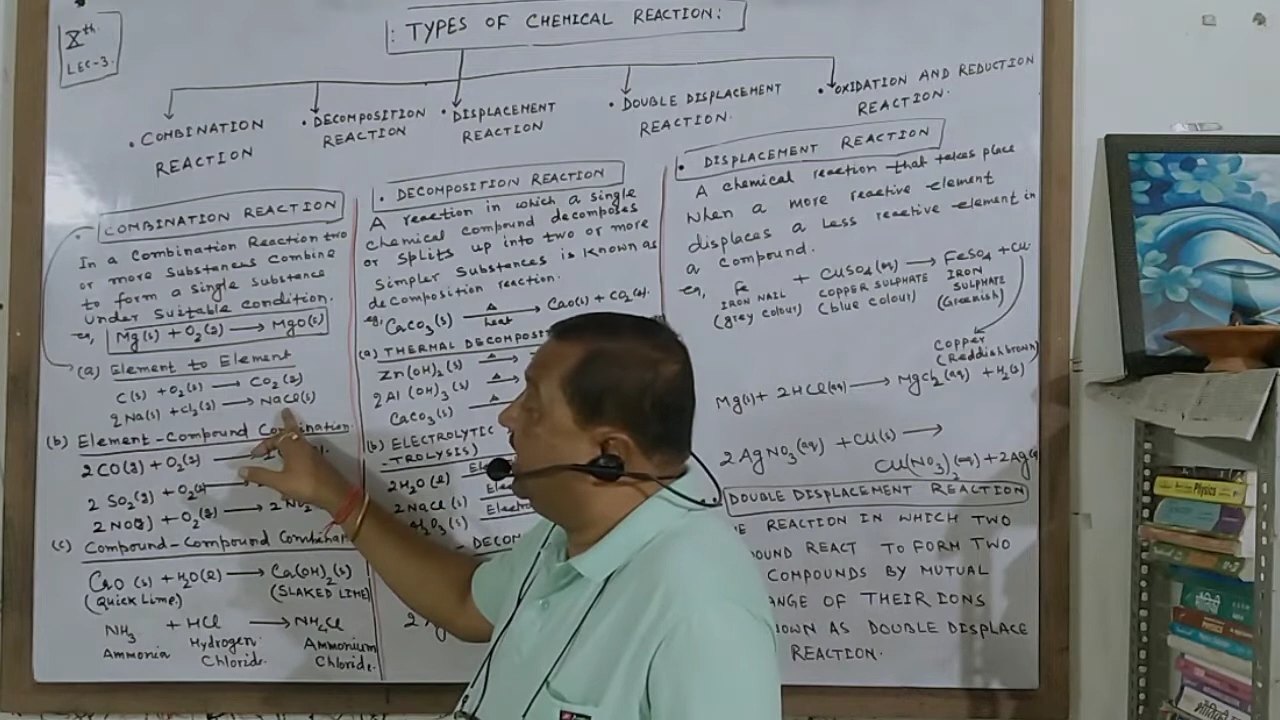 Xth
LEC-3
: TYPES OF CHEMICAL REACTION:
• COMBINATION
REACTION
• DECOMPOSITION
REACTION
• DISPLACEMENT
REACTION
• DOUBLE DISPLACEMENT
REACTION.
• OXIDATION AND REDUCTION
REACTION.
COMBINATION REACTION
In a Combination Reaction two
or more substances combine
to form a single substance
under suitable condition.
eg, Mg(s) + O2(g) → MgO(s)
(a) Element to Element
C(s) + O2(g) → CO2(g)
2Na(s) + Cl2(g) → NaCl(s)
(b) Element-Compound Combination
2CO(g) + O2(g) →
2SO2(g) + O2(g) →
2NO(g) + O2(g) → 2NO2
(c) Compound-Compound
CaO(s) + H2O(l) → Ca(OH)2(s)
(Quick Lime) (SLAKED LIME)
NH3 + HCl → NH4Cl
Ammonia Hydrogen Ammonium
Chloride. Chloride.
• DECOMPOSITION REACTION
A reaction in which a single
chemical compound decomposes
or splits up into two or more
simpler substances is known as
decomposition reaction.
eg, CaCO3(s) △→ heat CaO(s) + CO2(g).
(a) THERMAL
Zn(OH)2(s) △→
2Al(OH)3(s) △→
CaCO3(s) △→
(b) ELECTROLYTIC
-TROLYSIS)
2H2O(l)
2NaCl(s)
• DISPLACEMENT REACTION
A chemical reaction that takes place
when a more reactive element
displaces a less reactive element in
a compound.
eg, Fe + CuSO4(aq) → FeSO4 + Cu
IRON NAIL COPPER SULPHATE IRON SULPHATE
(grey colour) (blue colour) (Greenish)
COPPER
(Reddish brown)
Mg(s) + 2HCl(aq) → MgCl2(aq) + H2(g)
2AgNO3(aq) + Cu(s) →
Cu(NO3)2(aq) + 2Ag
DOUBLE DISPLACEMENT REACTION
REACTION IN WHICH TWO
REACT TO FORM TWO
COMPOUNDS BY MUTUAL
OF THEIR IONS
AS DOUBLE DISPLACE
REACTION.
Physics